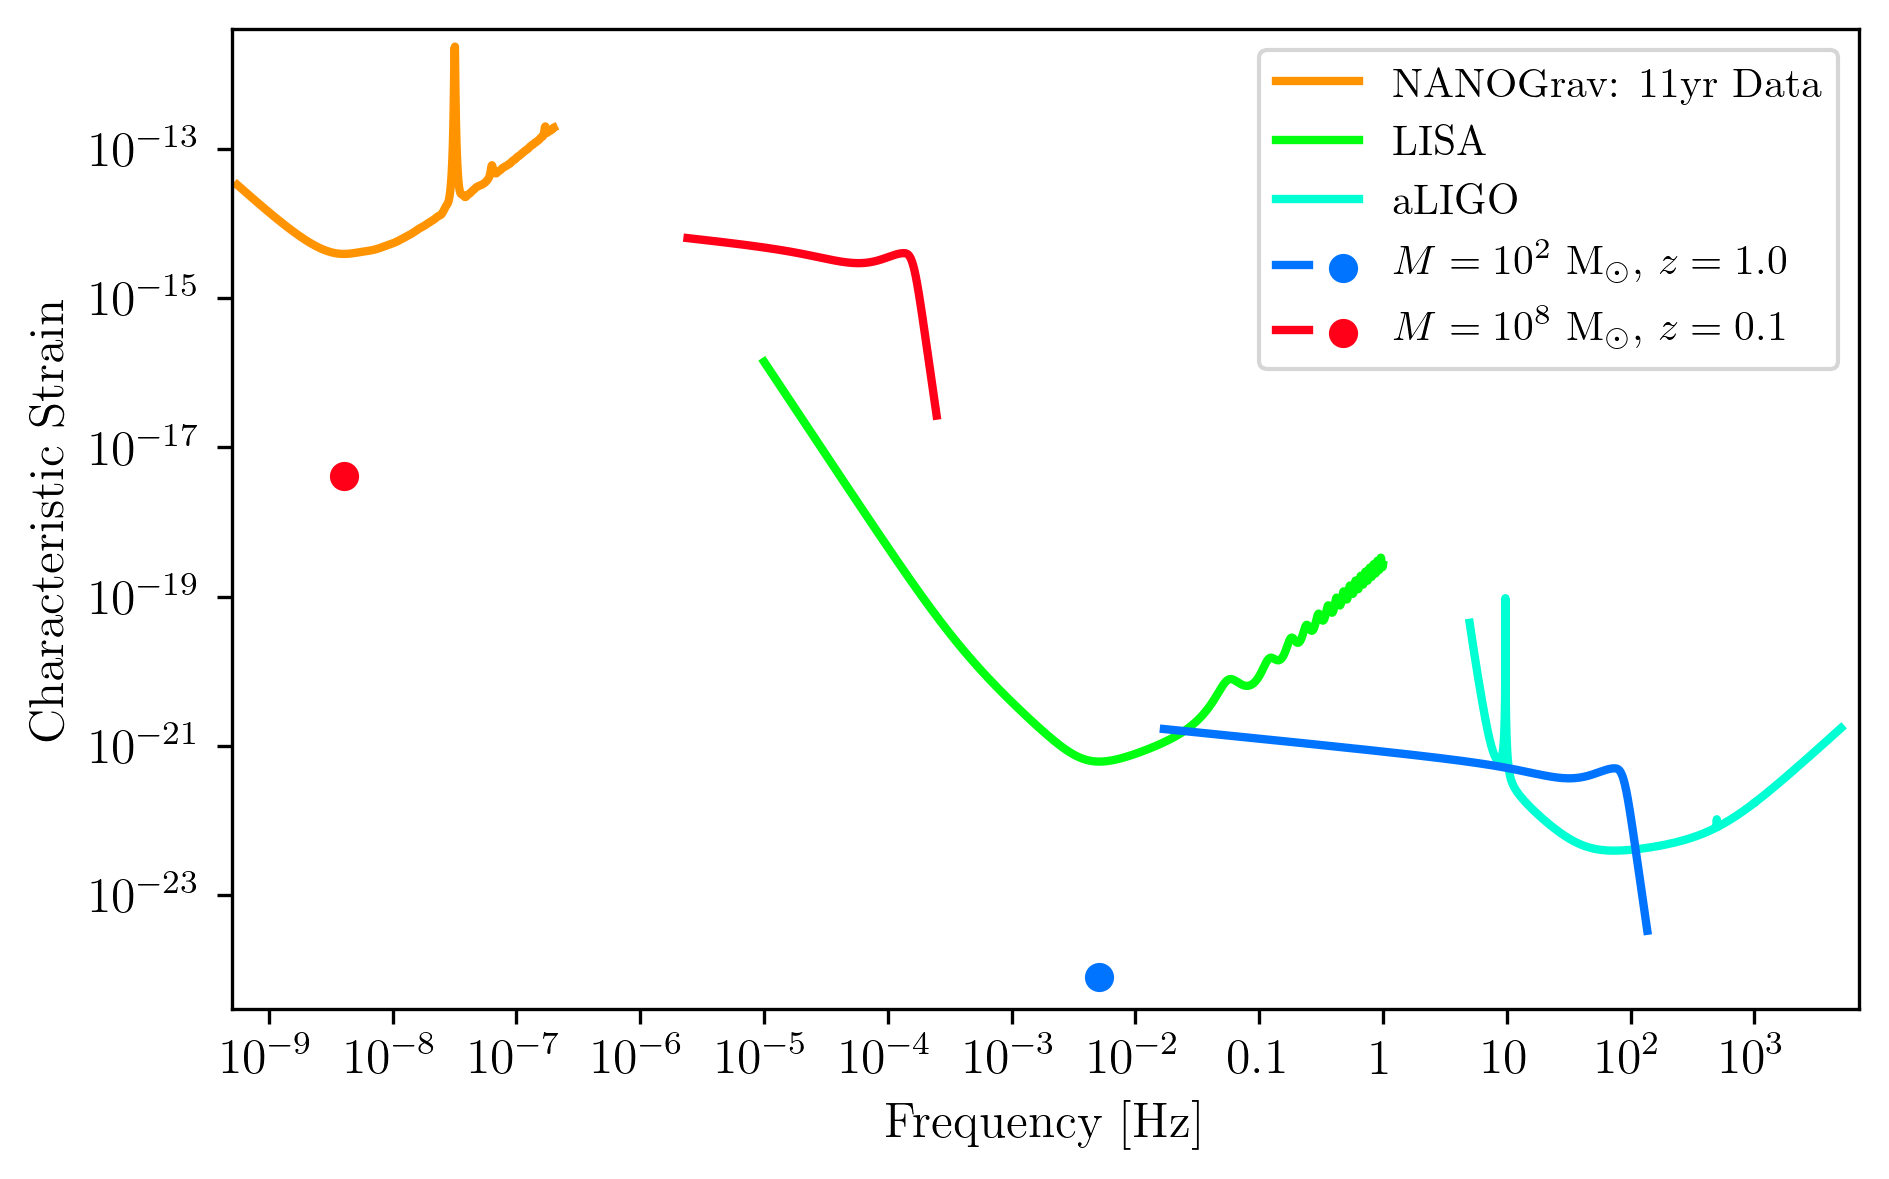 NANOGrav: 11yr Data
LISA
aLIGO
M = 10² M⊙, z = 1.0
M = 10⁸ M⊙, z = 0.1
Characteristic Strain
10⁻¹³
10⁻¹⁵
10⁻¹⁷
10⁻¹⁹
10⁻²¹
10⁻²³
10⁻⁹ 10⁻⁸ 10⁻⁷ 10⁻⁶ 10⁻⁵ 10⁻⁴ 10⁻³ 10⁻² 0.1 1 10 10² 10³
Frequency [Hz]